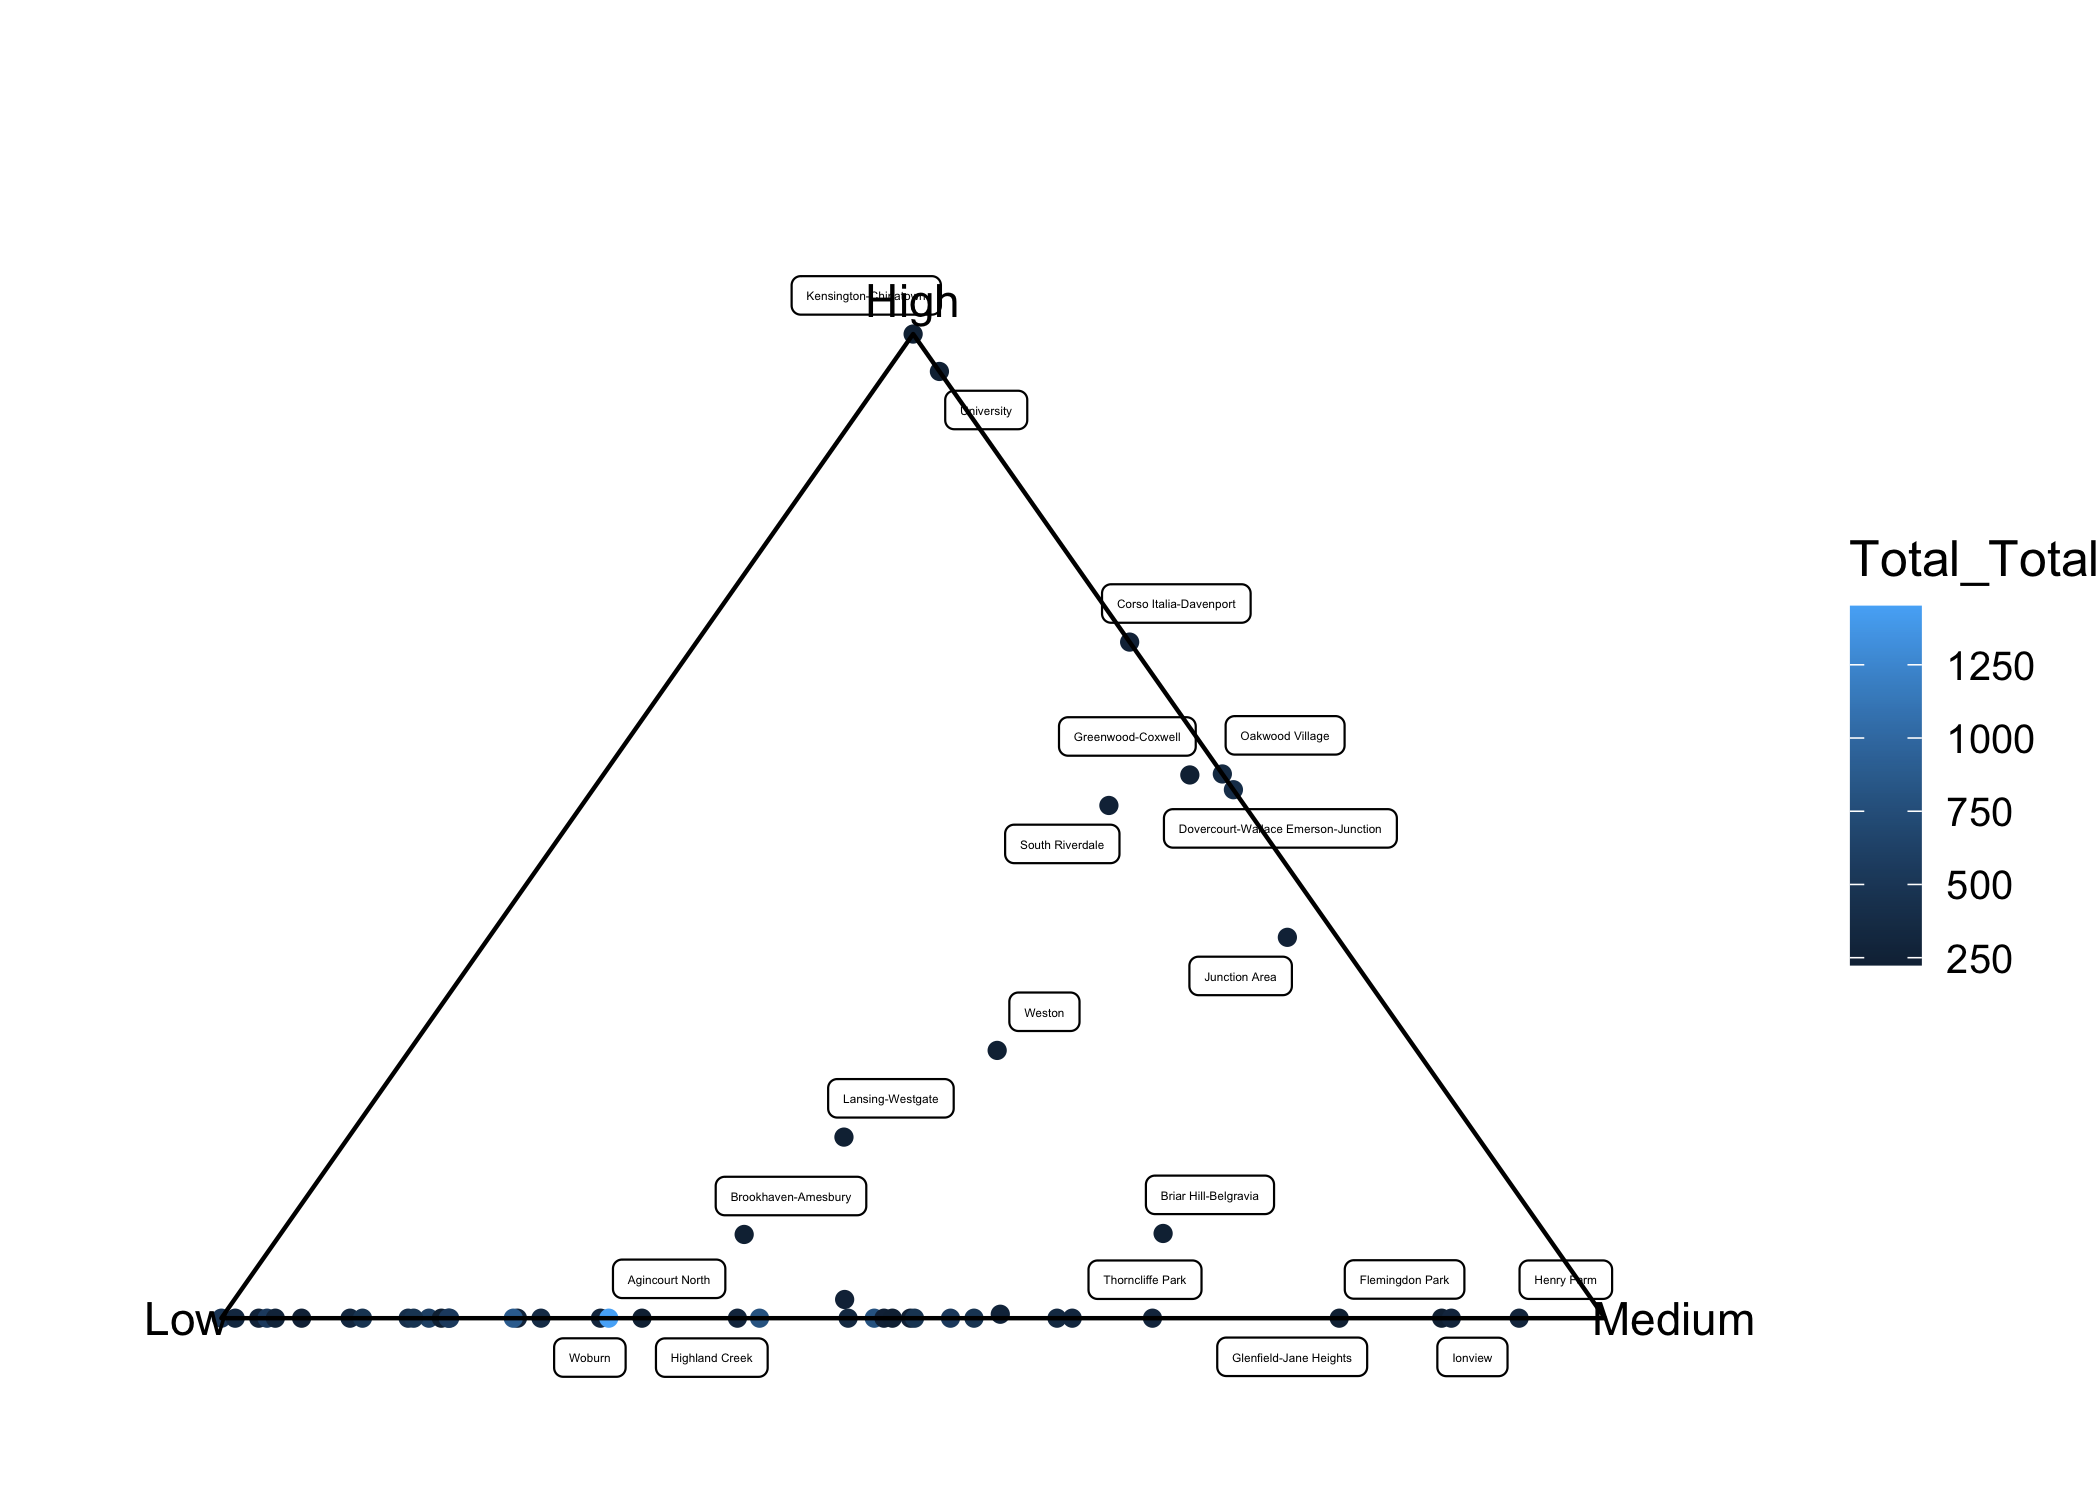 Kensington-Chinatown
High
University
Total_Total
Corso Italia-Davenport
1250
Greenwood-Coxwell
Oakwood Village
1000
750
South Riverdale
Dovercourt-Wallace Emerson-Junction
500
250
Junction Area
Weston
Lansing-Westgate
Brookhaven-Amesbury
Briar Hill-Belgravia
Agincourt North
Thorncliffe Park
Flemingdon Park
Henry Farm
Low
Medium
Woburn
Highland Creek
Glenfield-Jane Heights
Ionview